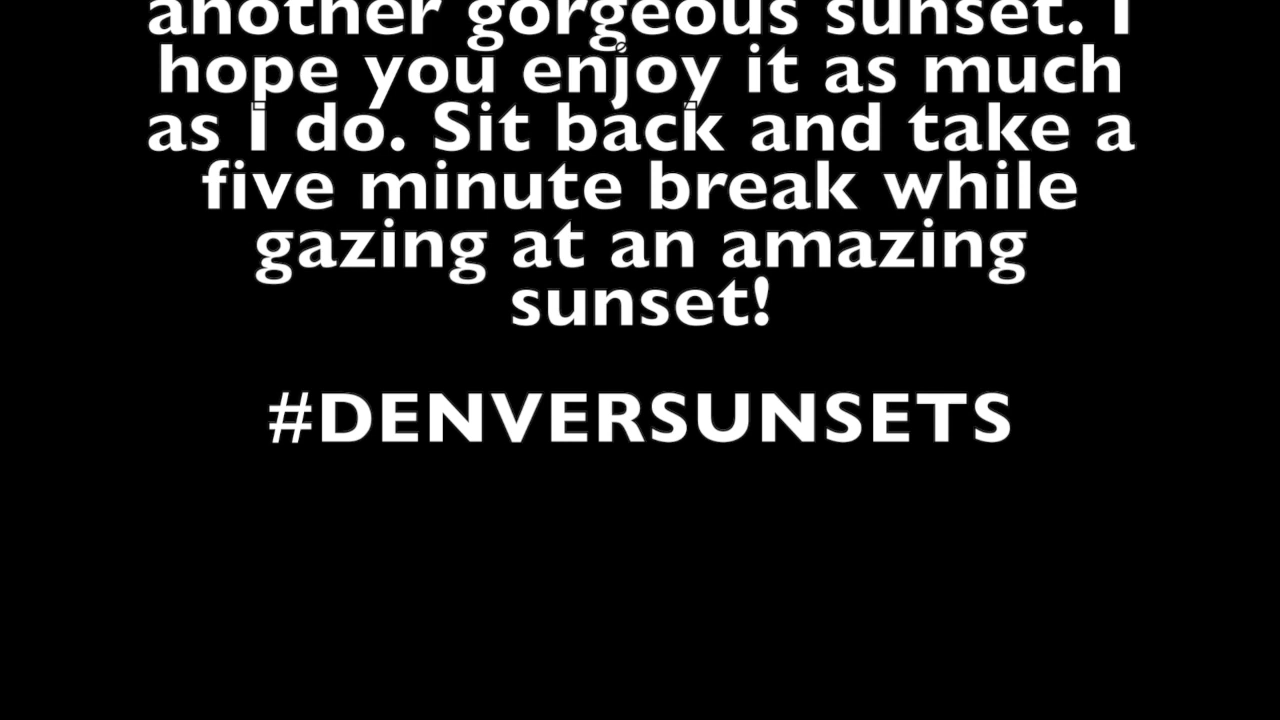 another gorgeous sunset. I
hope you enjoy it as much
as I do. Sit back and take a
five minute break while
gazing at an amazing
sunset!
#DENVERSUNSETS